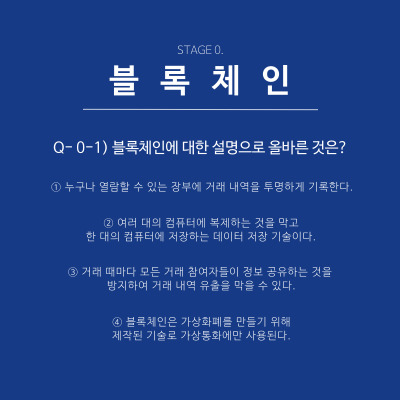 STAGE 0.
블록체인
Q- 0-1) 블록체인에 대한 설명으로 올바른 것은?
① 누구나 열람할 수 있는 장부에 거래 내역을 투명하게 기록한다.
② 여러 대의 컴퓨터에 복제하는 것을 막고
한 대의 컴퓨터에 저장하는 데이터 저장 기술이다.
③ 거래 때마다 모든 거래 참여자들이 정보 공유하는 것을
방지하여 거래 내역 유출을 막을 수 있다.
④ 블록체인은 가상화폐를 만들기 위해
제작된 기술로 가상통화에만 사용된다.